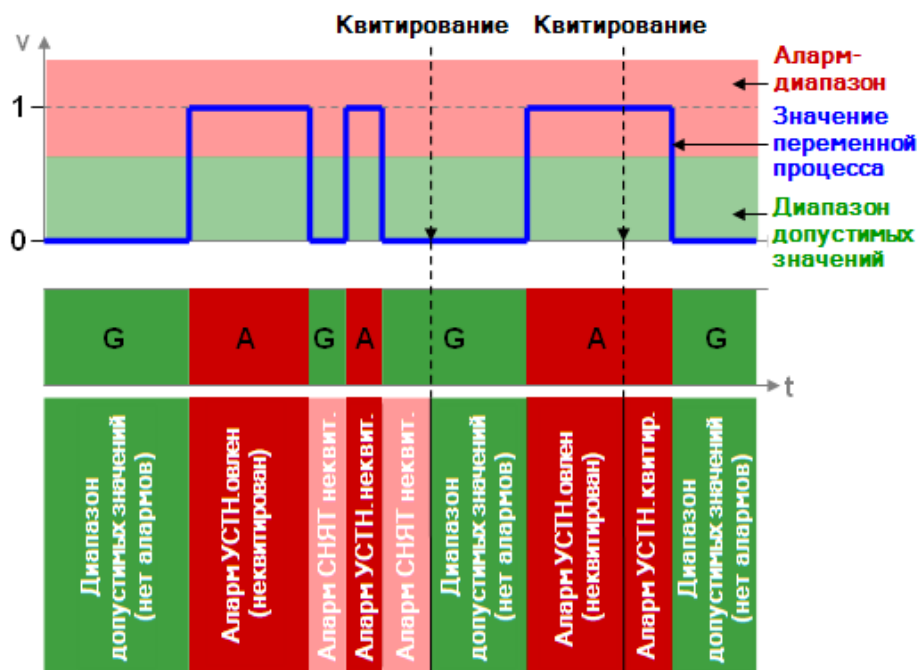 Квитирование Квитирование
v
Аларм-
диапазон
1
Значение
переменной
процесса
Диапазон
допустимых
значений
0
G A G A G A G
t
Диапазон
допустимых значений
(нет алармов)
Аларм УСТН.овлен
(неквитирован)
Аларм СНЯТ неквит.
Аларм УСТН.неквит.
Аларм СНЯТ неквит.
Диапазон
допустимых значений
(нет алармов)
Аларм УСТН.овлен
(неквитирован)
Аларм УСТН.квитир.
Диапазон
допустимых значений
(нет алармов)